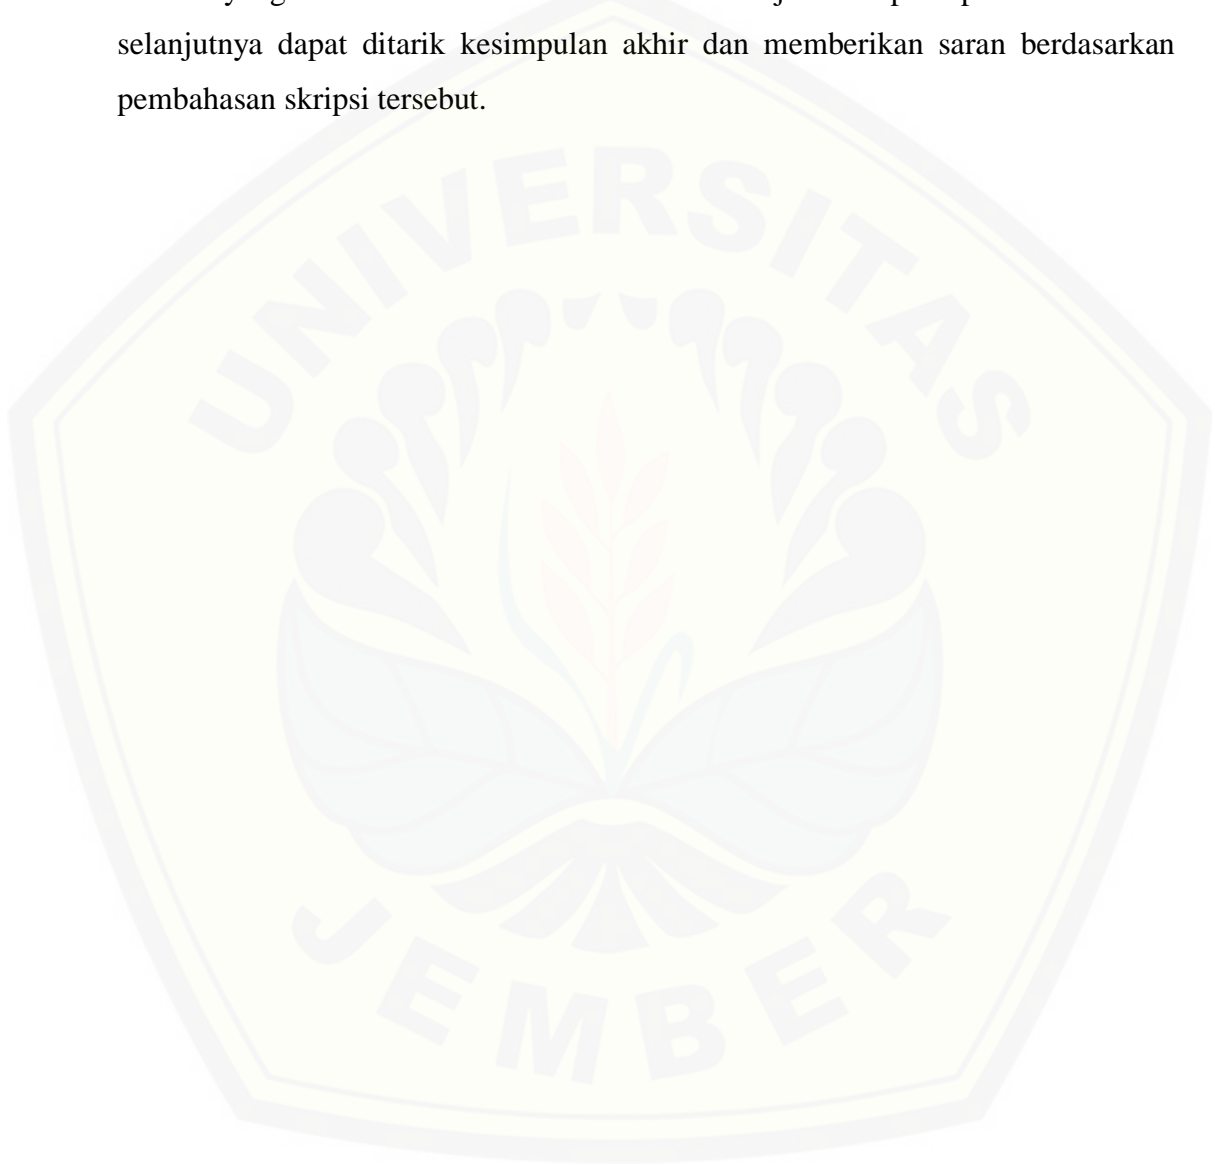 selanjutnya dapat ditarik kesimpulan akhir dan memberikan saran berdasarkan
pembahasan skripsi tersebut.
UNIVERSITAS
JEMBER